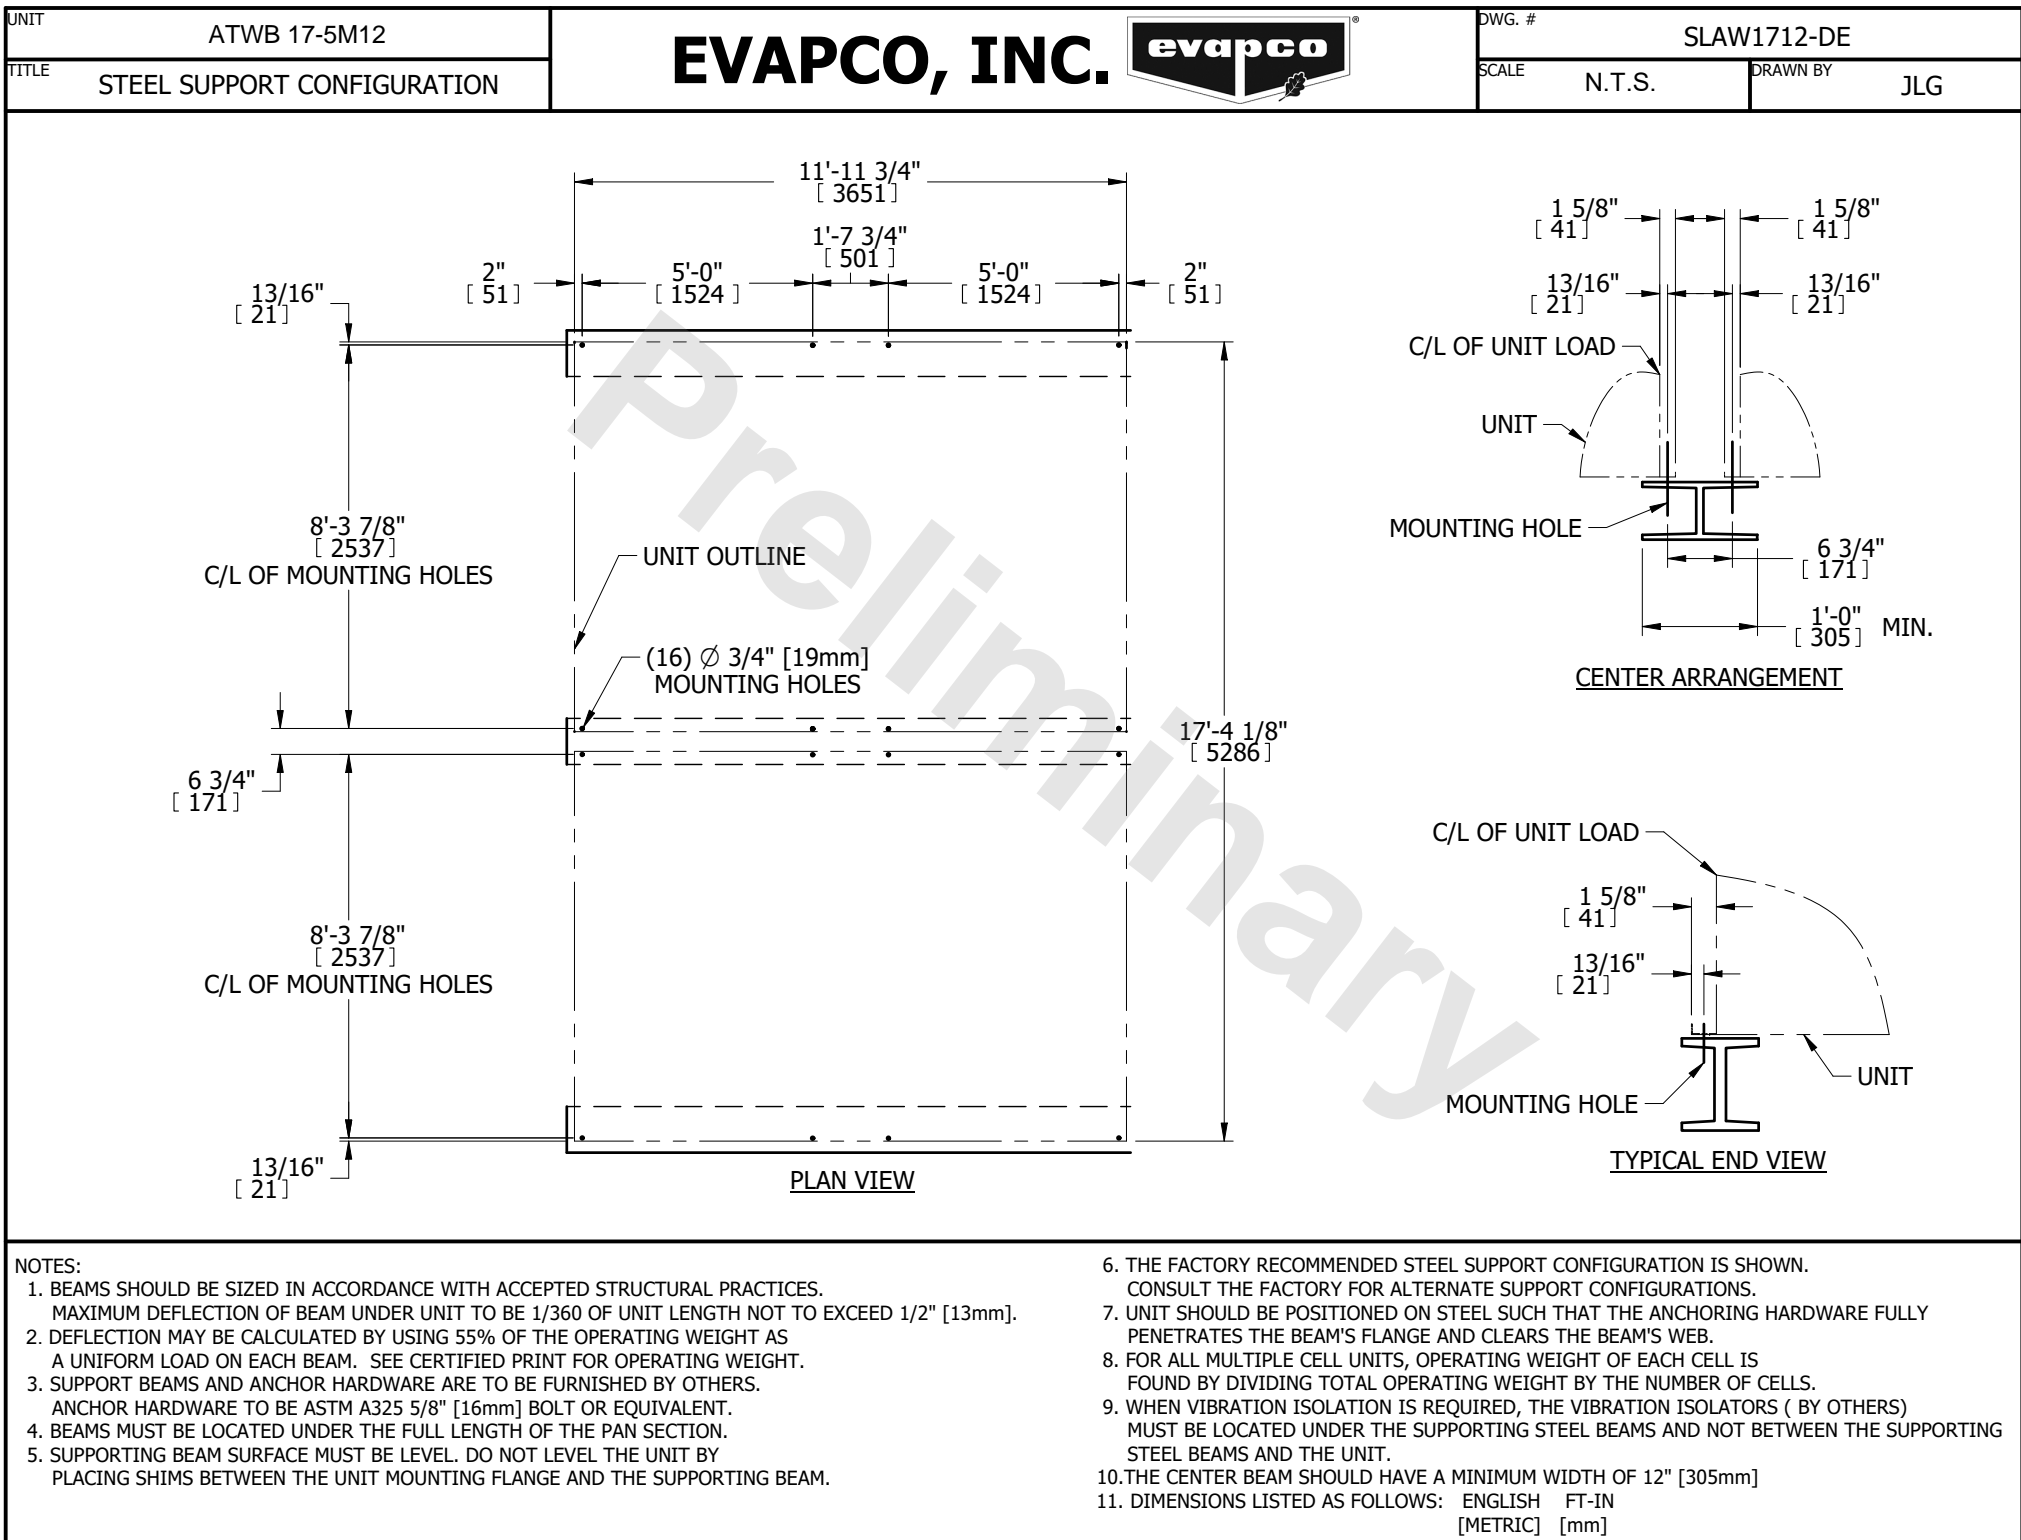 UNIT
ATWB 17-5M12
TITLE
STEEL SUPPORT CONFIGURATION
EVAPCO, INC.
evapco
®
DWG. #
SLAW1712-DE
SCALE
N.T.S.
DRAWN BY
JLG
11'-11 3/4"
[ 3651 ]
1'-7 3/4"
[ 501 ]
2"
[ 51 ]
5'-0"
[ 1524 ]
5'-0"
[ 1524 ]
2"
[ 51 ]
13/16"
[ 21 ]
8'-3 7/8"
[ 2537 ]
C/L OF MOUNTING HOLES
UNIT OUTLINE
(16) ∅ 3/4" [19mm]
MOUNTING HOLES
6 3/4"
[ 171 ]
17'-4 1/8"
[ 5286 ]
8'-3 7/8"
[ 2537 ]
C/L OF MOUNTING HOLES
13/16"
[ 21 ]
PLAN VIEW
Preliminary
1 5/8"
[ 41 ]
1 5/8"
[ 41 ]
13/16"
[ 21 ]
13/16"
[ 21 ]
C/L OF UNIT LOAD
UNIT
MOUNTING HOLE
6 3/4"
[ 171 ]
1'-0"
[ 305 ] MIN.
CENTER ARRANGEMENT
C/L OF UNIT LOAD
1 5/8"
[ 41 ]
13/16"
[ 21 ]
UNIT
MOUNTING HOLE
TYPICAL END VIEW
NOTES:
1. BEAMS SHOULD BE SIZED IN ACCORDANCE WITH ACCEPTED STRUCTURAL PRACTICES.
MAXIMUM DEFLECTION OF BEAM UNDER UNIT TO BE 1/360 OF UNIT LENGTH NOT TO EXCEED 1/2" [13mm].
2. DEFLECTION MAY BE CALCULATED BY USING 55% OF THE OPERATING WEIGHT AS
A UNIFORM LOAD ON EACH BEAM. SEE CERTIFIED PRINT FOR OPERATING WEIGHT.
3. SUPPORT BEAMS AND ANCHOR HARDWARE ARE TO BE FURNISHED BY OTHERS.
ANCHOR HARDWARE TO BE ASTM A325 5/8" [16mm] BOLT OR EQUIVALENT.
4. BEAMS MUST BE LOCATED UNDER THE FULL LENGTH OF THE PAN SECTION.
5. SUPPORTING BEAM SURFACE MUST BE LEVEL. DO NOT LEVEL THE UNIT BY
PLACING SHIMS BETWEEN THE UNIT MOUNTING FLANGE AND THE SUPPORTING BEAM.
6. THE FACTORY RECOMMENDED STEEL SUPPORT CONFIGURATION IS SHOWN.
CONSULT THE FACTORY FOR ALTERNATE SUPPORT CONFIGURATIONS.
7. UNIT SHOULD BE POSITIONED ON STEEL SUCH THAT THE ANCHORING HARDWARE FULLY
PENETRATES THE BEAM'S FLANGE AND CLEARS THE BEAM'S WEB.
8. FOR ALL MULTIPLE CELL UNITS, OPERATING WEIGHT OF EACH CELL IS
FOUND BY DIVIDING TOTAL OPERATING WEIGHT BY THE NUMBER OF CELLS.
9. WHEN VIBRATION ISOLATION IS REQUIRED, THE VIBRATION ISOLATORS ( BY OTHERS)
MUST BE LOCATED UNDER THE SUPPORTING STEEL BEAMS AND NOT BETWEEN THE SUPPORTING
STEEL BEAMS AND THE UNIT.
10.THE CENTER BEAM SHOULD HAVE A MINIMUM WIDTH OF 12" [305mm]
11. DIMENSIONS LISTED AS FOLLOWS: ENGLISH FT-IN
[METRIC] [mm]